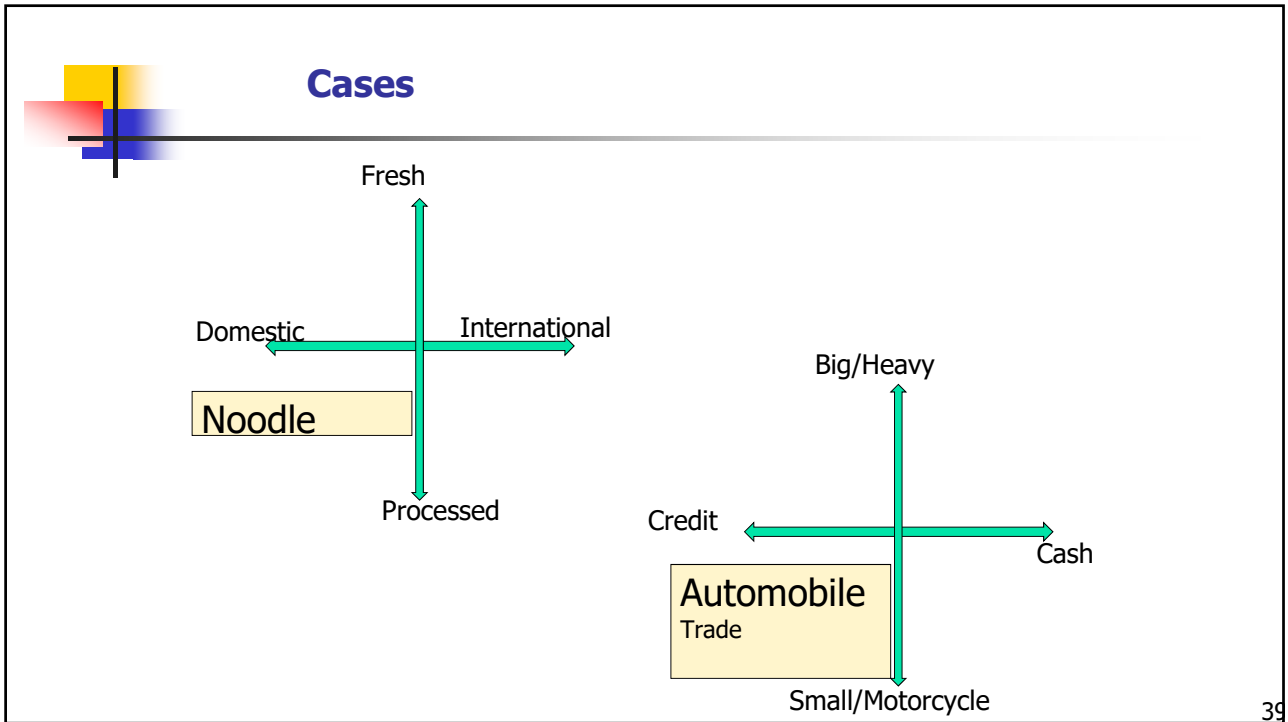 Cases
Fresh
Domestic
International
Noodle
Processed
Big/Heavy
Credit
Cash
Automobile
Trade
Small/Motorcycle
39